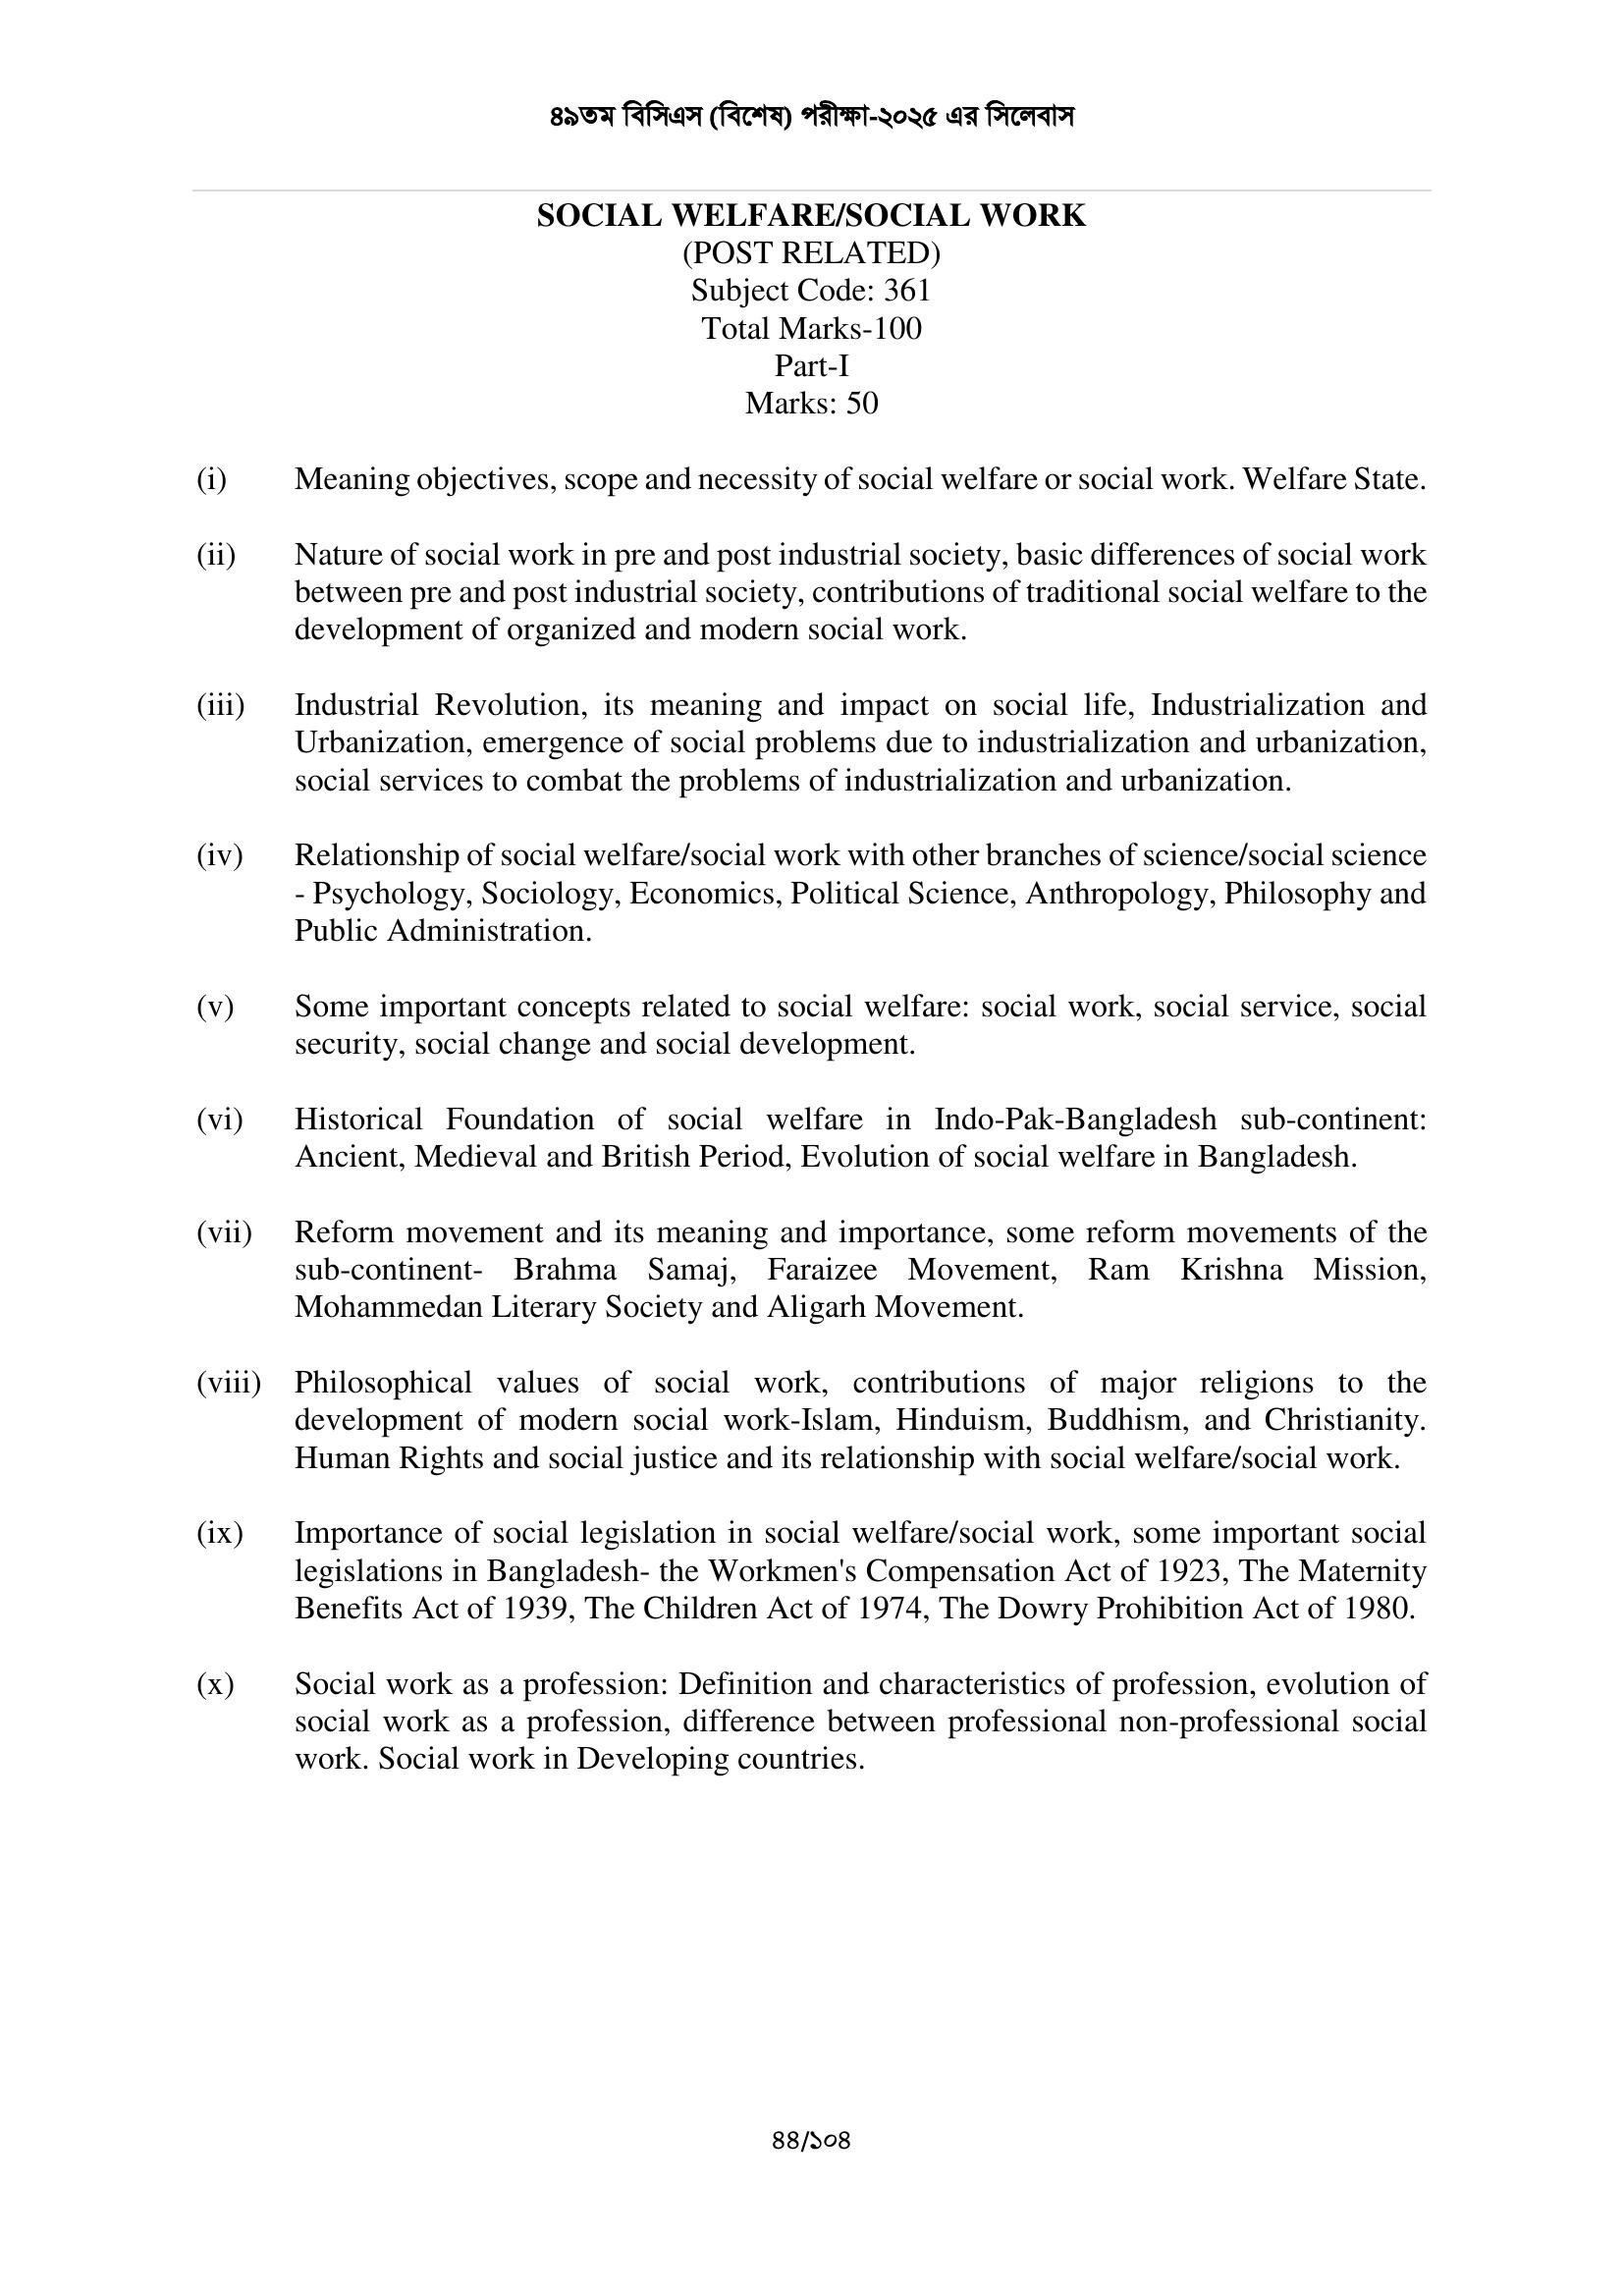 ৪৯তম বিসিএস (বিশেষ) পরীক্ষা-২০২৫ এর সিলেবাস
SOCIAL WELFARE/SOCIAL WORK
(POST RELATED)
Subject Code: 361
Total Marks-100
Part-I
Marks: 50
(i) Meaning objectives, scope and necessity of social welfare or social work. Welfare State.
(ii) Nature of social work in pre and post industrial society, basic differences of social work
between pre and post industrial society, contributions of traditional social welfare to the
development of organized and modern social work.
(iii) Industrial Revolution, its meaning and impact on social life, Industrialization and
Urbanization, emergence of social problems due to industrialization and urbanization,
social services to combat the problems of industrialization and urbanization.
(iv) Relationship of social welfare/social work with other branches of science/social science
- Psychology, Sociology, Economics, Political Science, Anthropology, Philosophy and
Public Administration.
(v) Some important concepts related to social welfare: social work, social service, social
security, social change and social development.
(vi) Historical Foundation of social welfare in Indo-Pak-Bangladesh sub-continent:
Ancient, Medieval and British Period, Evolution of social welfare in Bangladesh.
(vii) Reform movement and its meaning and importance, some reform movements of the
sub-continent- Brahma Samaj, Faraizee Movement, Ram Krishna Mission,
Mohammedan Literary Society and Aligarh Movement.
(viii) Philosophical values of social work, contributions of major religions to the
development of modern social work-Islam, Hinduism, Buddhism, and Christianity.
Human Rights and social justice and its relationship with social welfare/social work.
(ix) Importance of social legislation in social welfare/social work, some important social
legislations in Bangladesh- the Workmen's Compensation Act of 1923, The Maternity
Benefits Act of 1939, The Children Act of 1974, The Dowry Prohibition Act of 1980.
(x) Social work as a profession: Definition and characteristics of profession, evolution of
social work as a profession, difference between professional non-professional social
work. Social work in Developing countries.
৪৪/১০৪